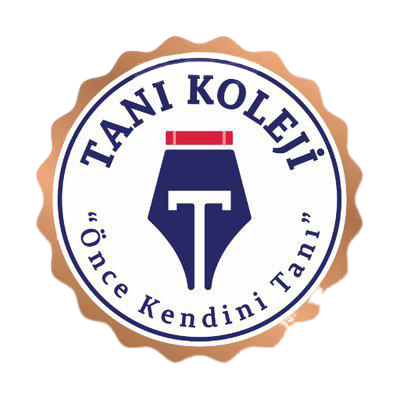 TANI KOLEJİ
T
“Önce Kendini Tanı”